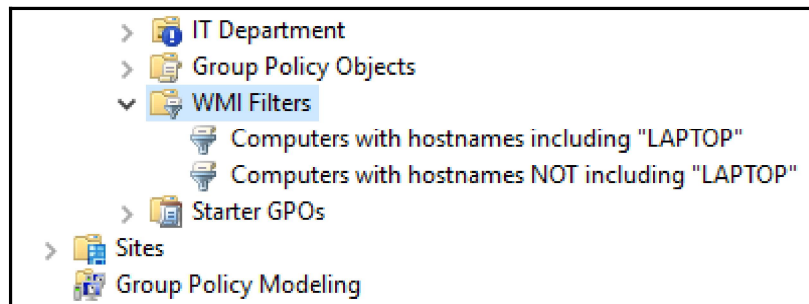 IT Department
Group Policy Objects
WMI Filters
Computers with hostnames including "LAPTOP"
Computers with hostnames NOT including "LAPTOP"
Starter GPOs
Sites
Group Policy Modeling